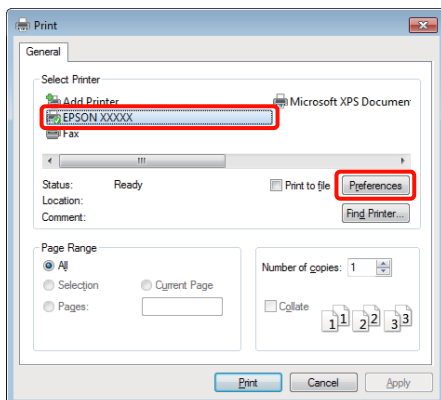 Print
General
Select Printer
Add Printer
Microsoft XPS Documen
EPSON XXXXX
Fax
Status: Ready
Print to file
Preferences
Location:
Comment:
Find Printer...
Page Range
All
Selection
Current Page
Pages:
Number of copies: 1
Collate
1 1 2 2 3 3
Print
Cancel
Apply